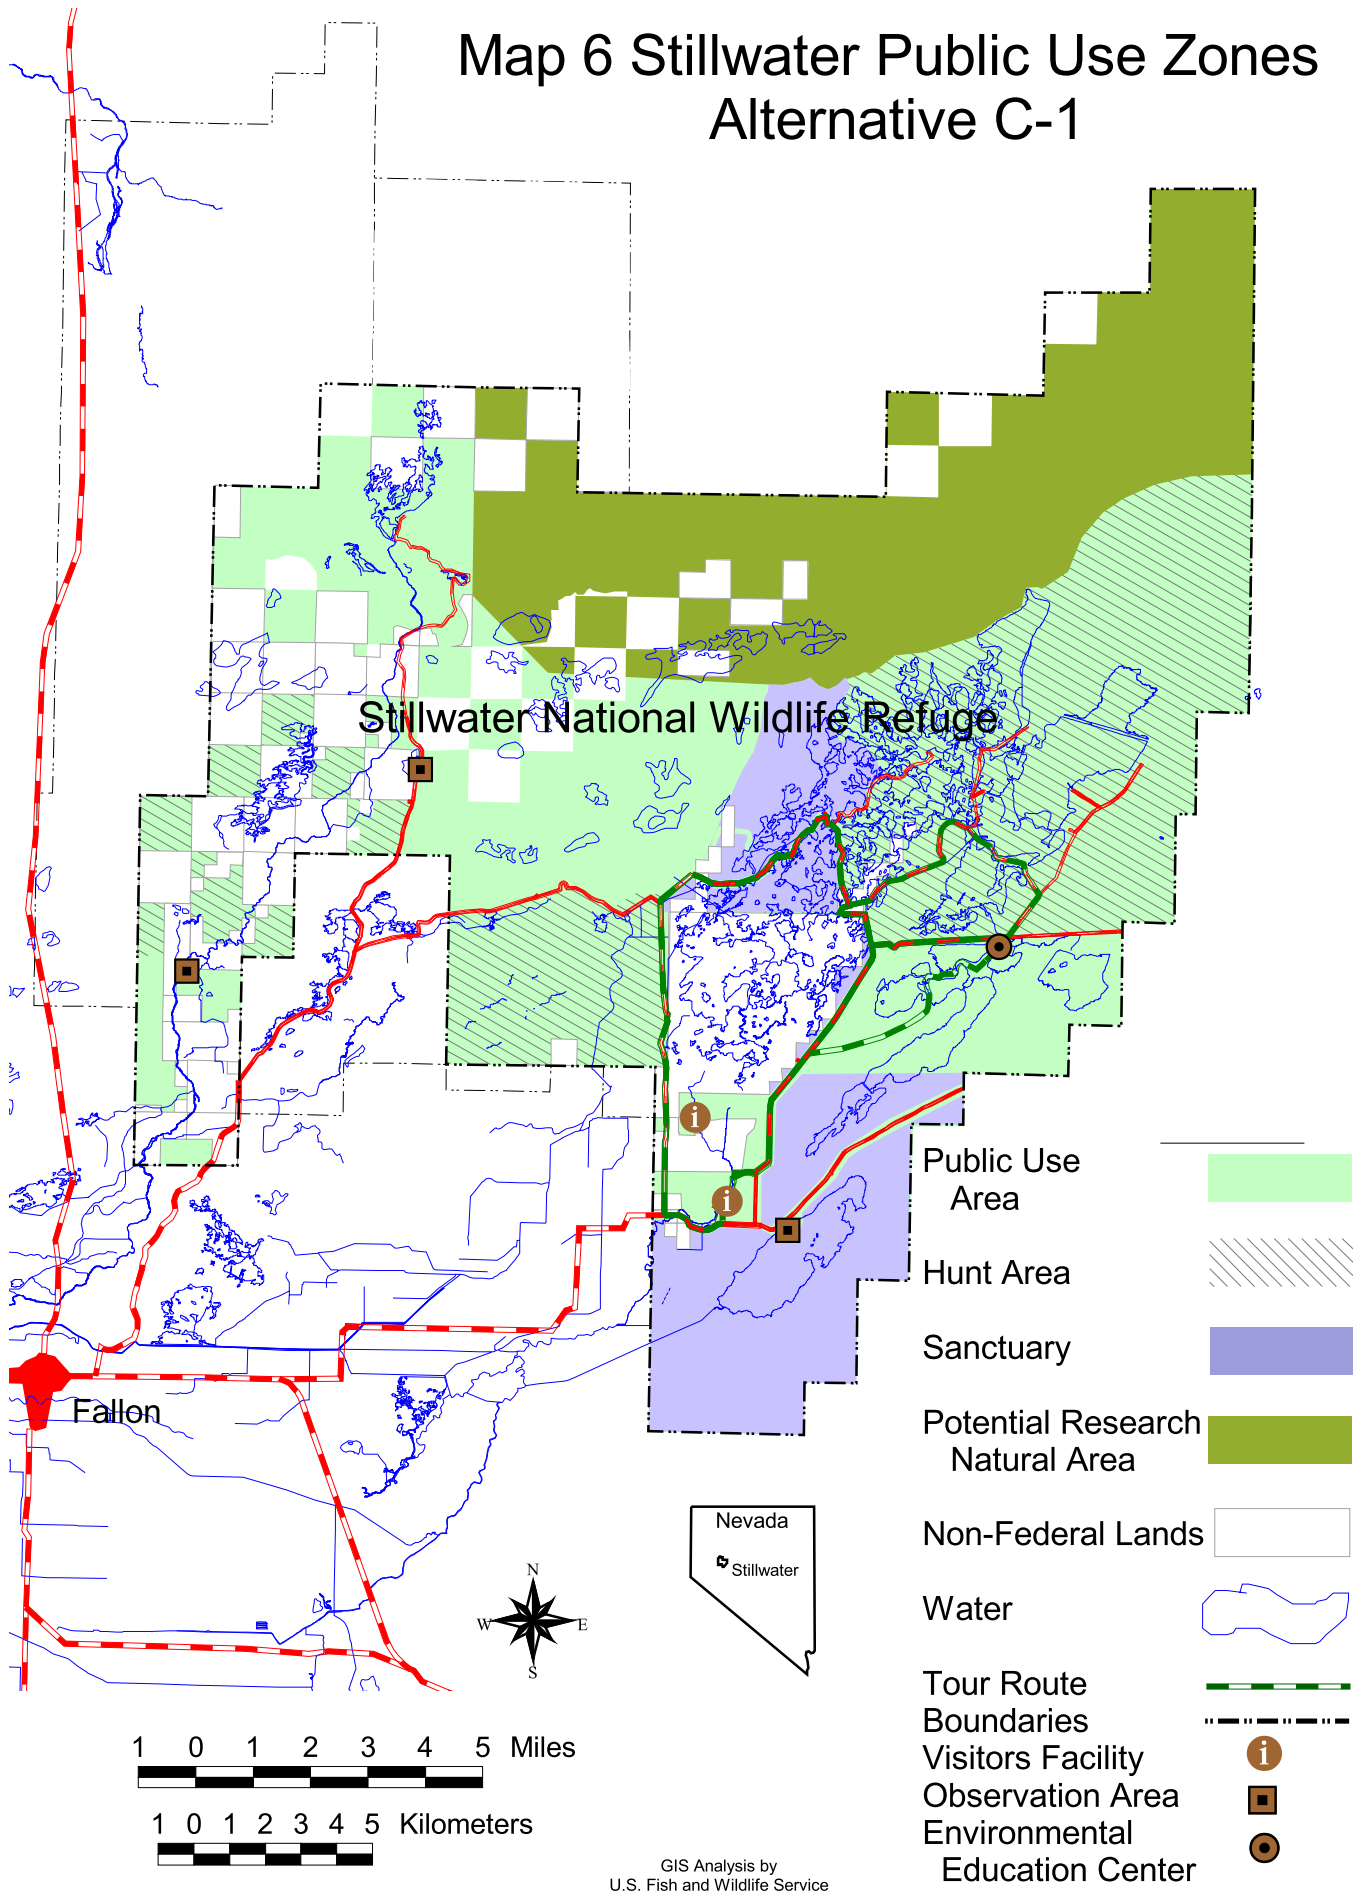 Map 6 Stillwater Public Use Zones
Alternative C-1
Stillwater National Wildlife Refuge
i
i
Fallon
Public Use
Area
Hunt Area
Sanctuary
Potential Research
Natural Area
Non-Federal Lands
Water
Tour Route
Boundaries
Visitors Facility
i
Observation Area
Environmental
Education Center
Nevada
Stillwater
N
W E
S
1 0 1 2 3 4 5 Miles
1 0 1 2 3 4 5 Kilometers
GIS Analysis by
U.S. Fish and Wildlife Service